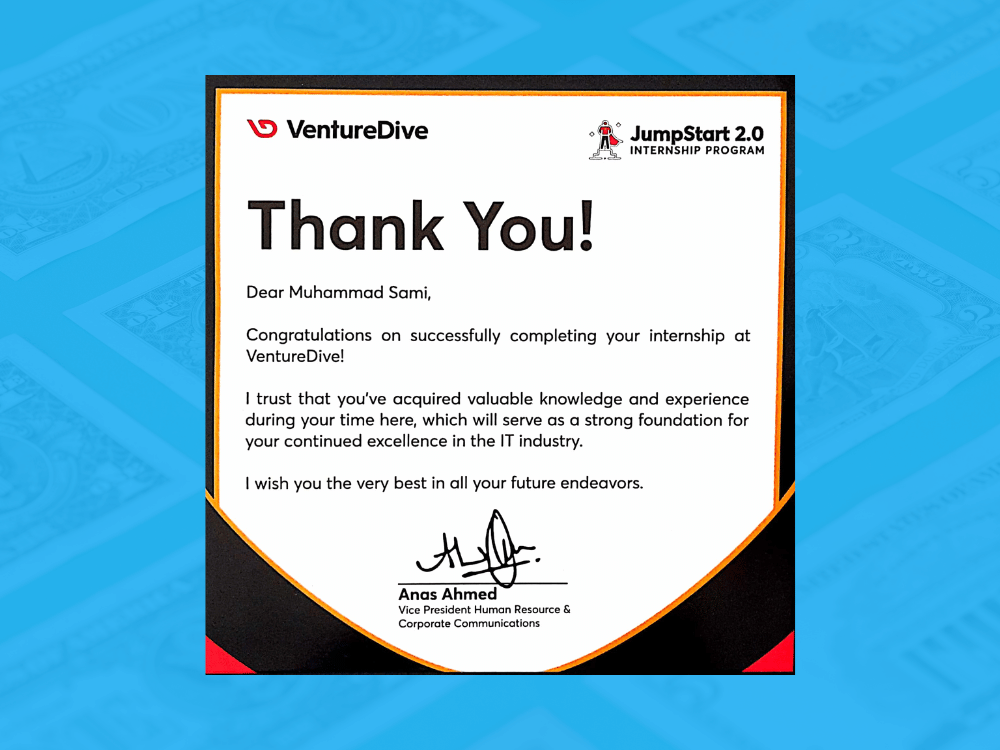 VentureDive
JumpStart 2.0
INTERNSHIP PROGRAM
Thank You!
Dear Muhammad Sami,
Congratulations on successfully completing your internship at
VentureDive!
I trust that you've acquired valuable knowledge and experience
during your time here, which will serve as a strong foundation for
your continued excellence in the IT industry.
I wish you the very best in all your future endeavors.
Anas Ahmed
Vice President Human Resource &
Corporate Communications